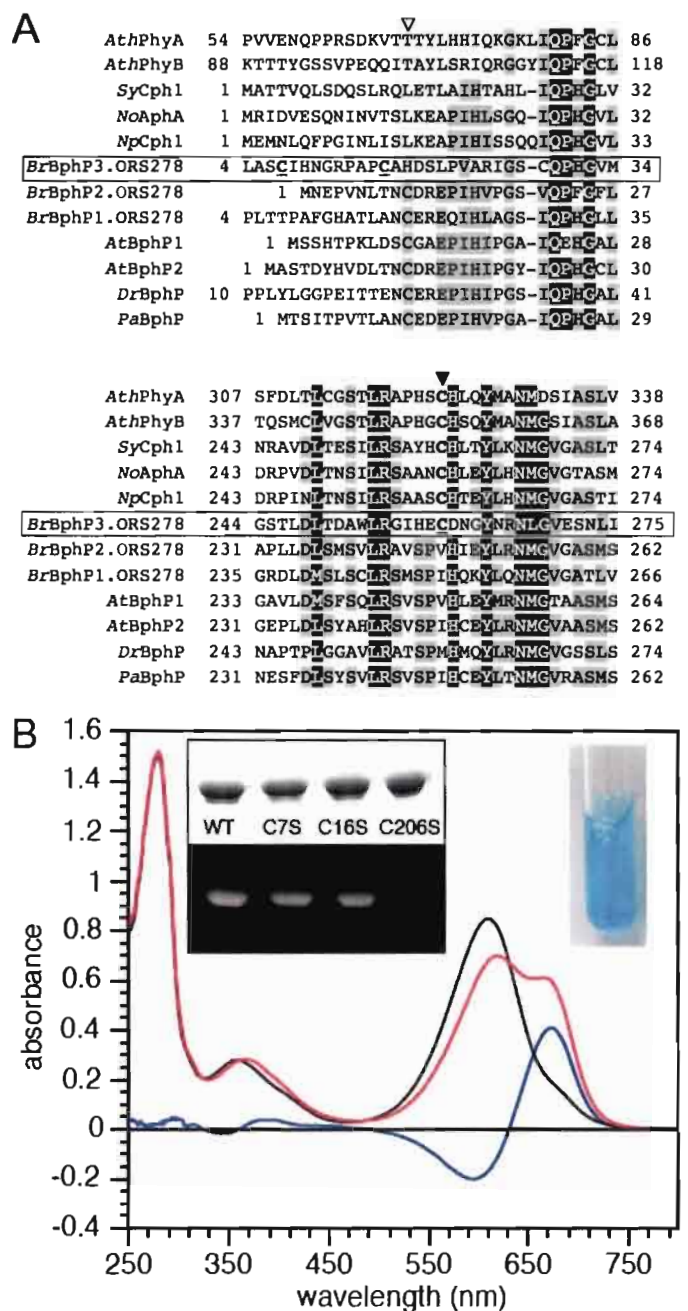 A
AthPhyA 54 PVVENQPPRSDKVTTTYLHHIQKGKLIQPFGCL 86
AthPhyB 88 KTTTYGSSVPEQQITAYLSRIQRGGYIQPFGCL 118
SyCph1 1 MATTVQLSDQSLRQLETLAIHTAHL-IQPHGLV 32
NoAphA 1 MRIDVESQNINVTSLKEAPIHLSGQ-IQPHGVL 32
NpCph1 1 MEMNLQFPGINLISLKEAPIHISSQQIQPHGVL 33
BrBphP3.ORS278 4 LASCIHNGRPAPCAHDSLPVARIGS-CQPHGVM 34
BrBphP2.ORS278 1 MNEPVNLTNCDREPIHVPGS-VQPFGFL 27
BrBphP1.ORS278 4 PLTTPAFGHATLANCEREQIHLAGS-IQPHGLL 35
AtBphP1 1 MSSHTPKLDSCGAEPIHIPGA-IQEHGAL 28
AtBphP2 1 MASTDYHVDLTNCDREPIHIPGY-IQPHGCL 30
DrBphP 10 PPLYLGGPEITTENCEREPIHIPGS-IQPHGAL 41
PaBphP 1 MTSITPVTLANCEDEPIHVPGA-IQPHGAL 29
AthPhyA 307 SFDLTLCGSTLRAPHSCHLQYMANMDSIASLV 338
AthPhyB 337 TQSMCLVGSTLRAPHGCHSQYMANMGSIASLA 368
SyCph1 243 NRAVDLTESILRSAYHCHLTYLKNMGVGASLT 274
NoAphA 243 DRPVDLTNSILRSAANCHLEYLHNMGVGTASM 274
NpCph1 243 DRPINLTNSILRSAASCHTEYLHNMGVGASTI 274
BrBphP3.ORS278 244 GSTLDLTDAWLRGIHECDNGYNRNLGVESNLI 275
BrBphP2.ORS278 231 APLLDLSMSVLRAVSPVHIEYLRNMGVGASMS 262
BrBphP1.ORS278 235 GRDLDMSLSCLRSMSPIHQKYLQNMGVGATLV 266
AtBphP1 233 GAVLDMSFSQLRSVSPVHLEYMRNMGTAASMS 264
AtBphP2 231 GEPLDLSYAHLRSVSPIHCEYLRNMGVAASMS 262
DrBphP 243 NAPTPLGGAVLRATSPMHMQYLRNMGVGSSLS 274
PaBphP 231 NESFDLSYSVLRSVSPIHCEYLTNMGVRASMS 262
B
1.6
1.4
1.2
1
0.8
0.6
0.4
0.2
0
-0.2
-0.4
absorbance
WT C7S C16S C206S
250 350 450 550 650 750
wavelength (nm)